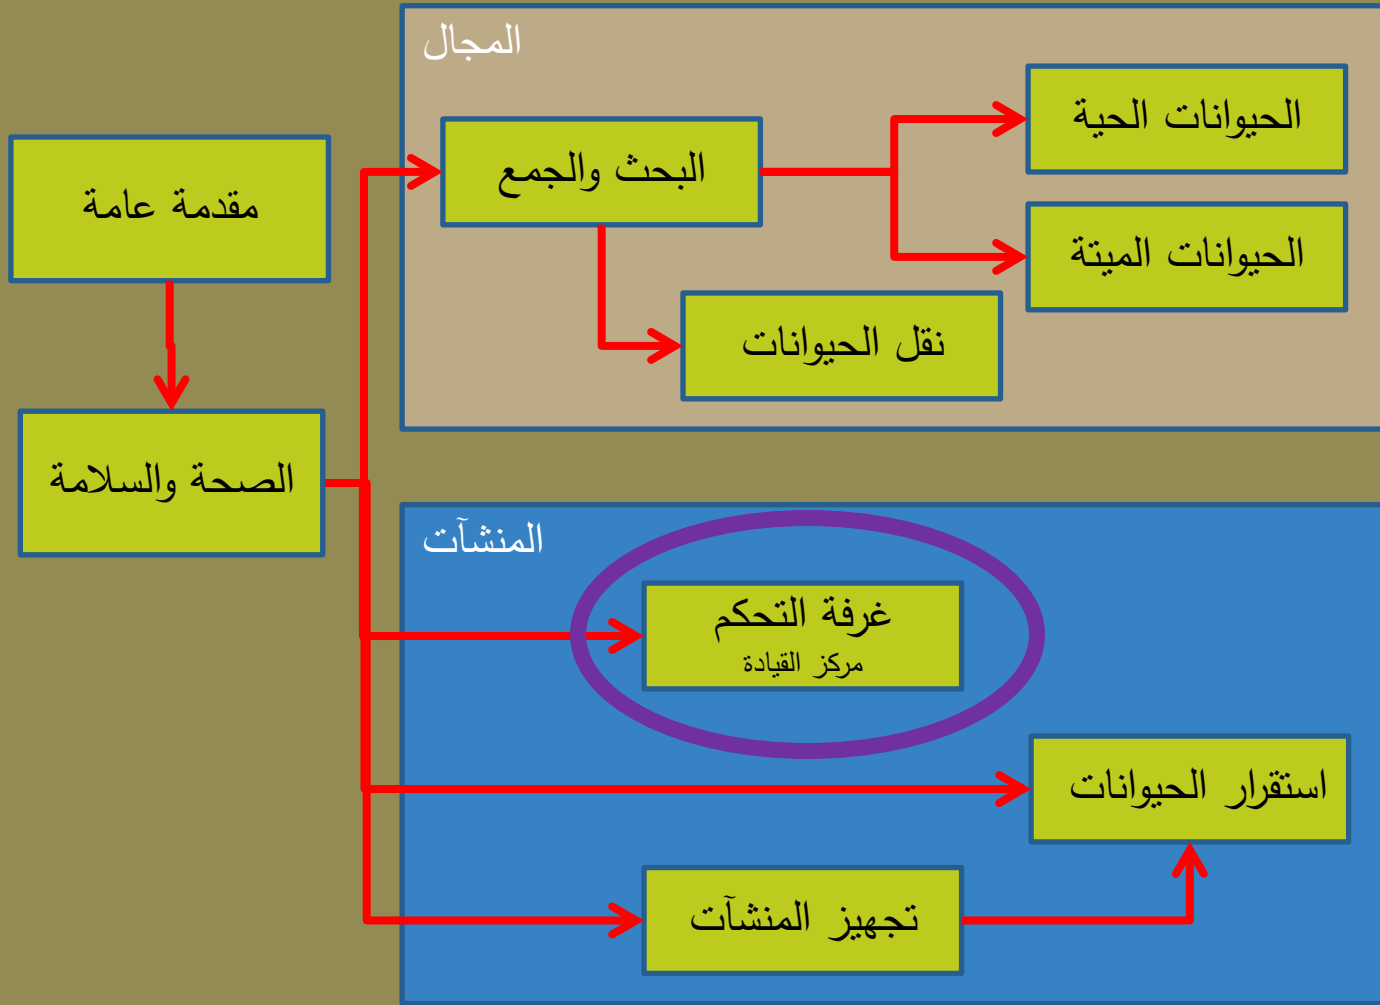 المجال
الحيوانات الحية
البحث والجمع
مقدمة عامة
الحيوانات الميتة
نقل الحيوانات
الصحة والسلامة
المنشآت
غرفة التحكم
مركز القيادة
استقرار الحيوانات
تجهيز المنشآت